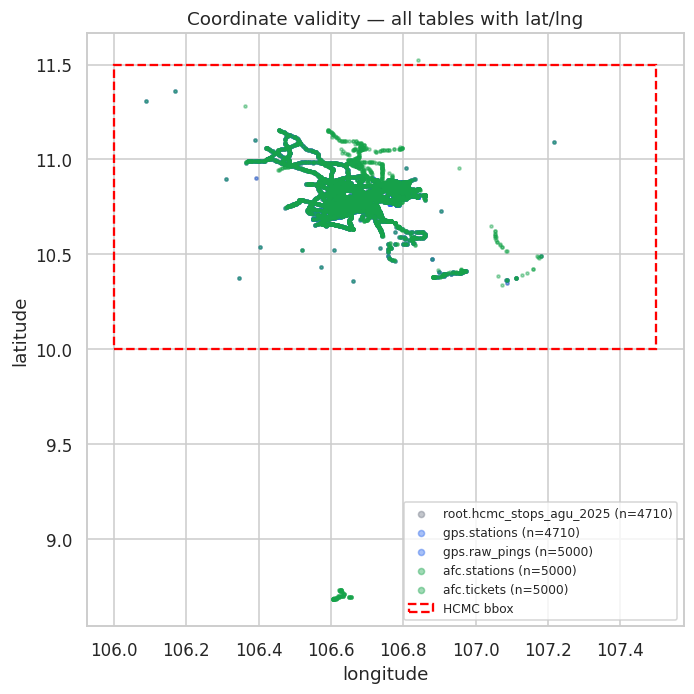 Coordinate validity — all tables with lat/lng
11.5
11.0
10.5
10.0
9.5
9.0
latitude
root.hcmc_stops_agu_2025 (n=4710)
gps.stations (n=4710)
gps.raw_pings (n=5000)
afc.stations (n=5000)
afc.tickets (n=5000)
HCMC bbox
106.0 106.2 106.4 106.6 106.8 107.0 107.2 107.4
longitude